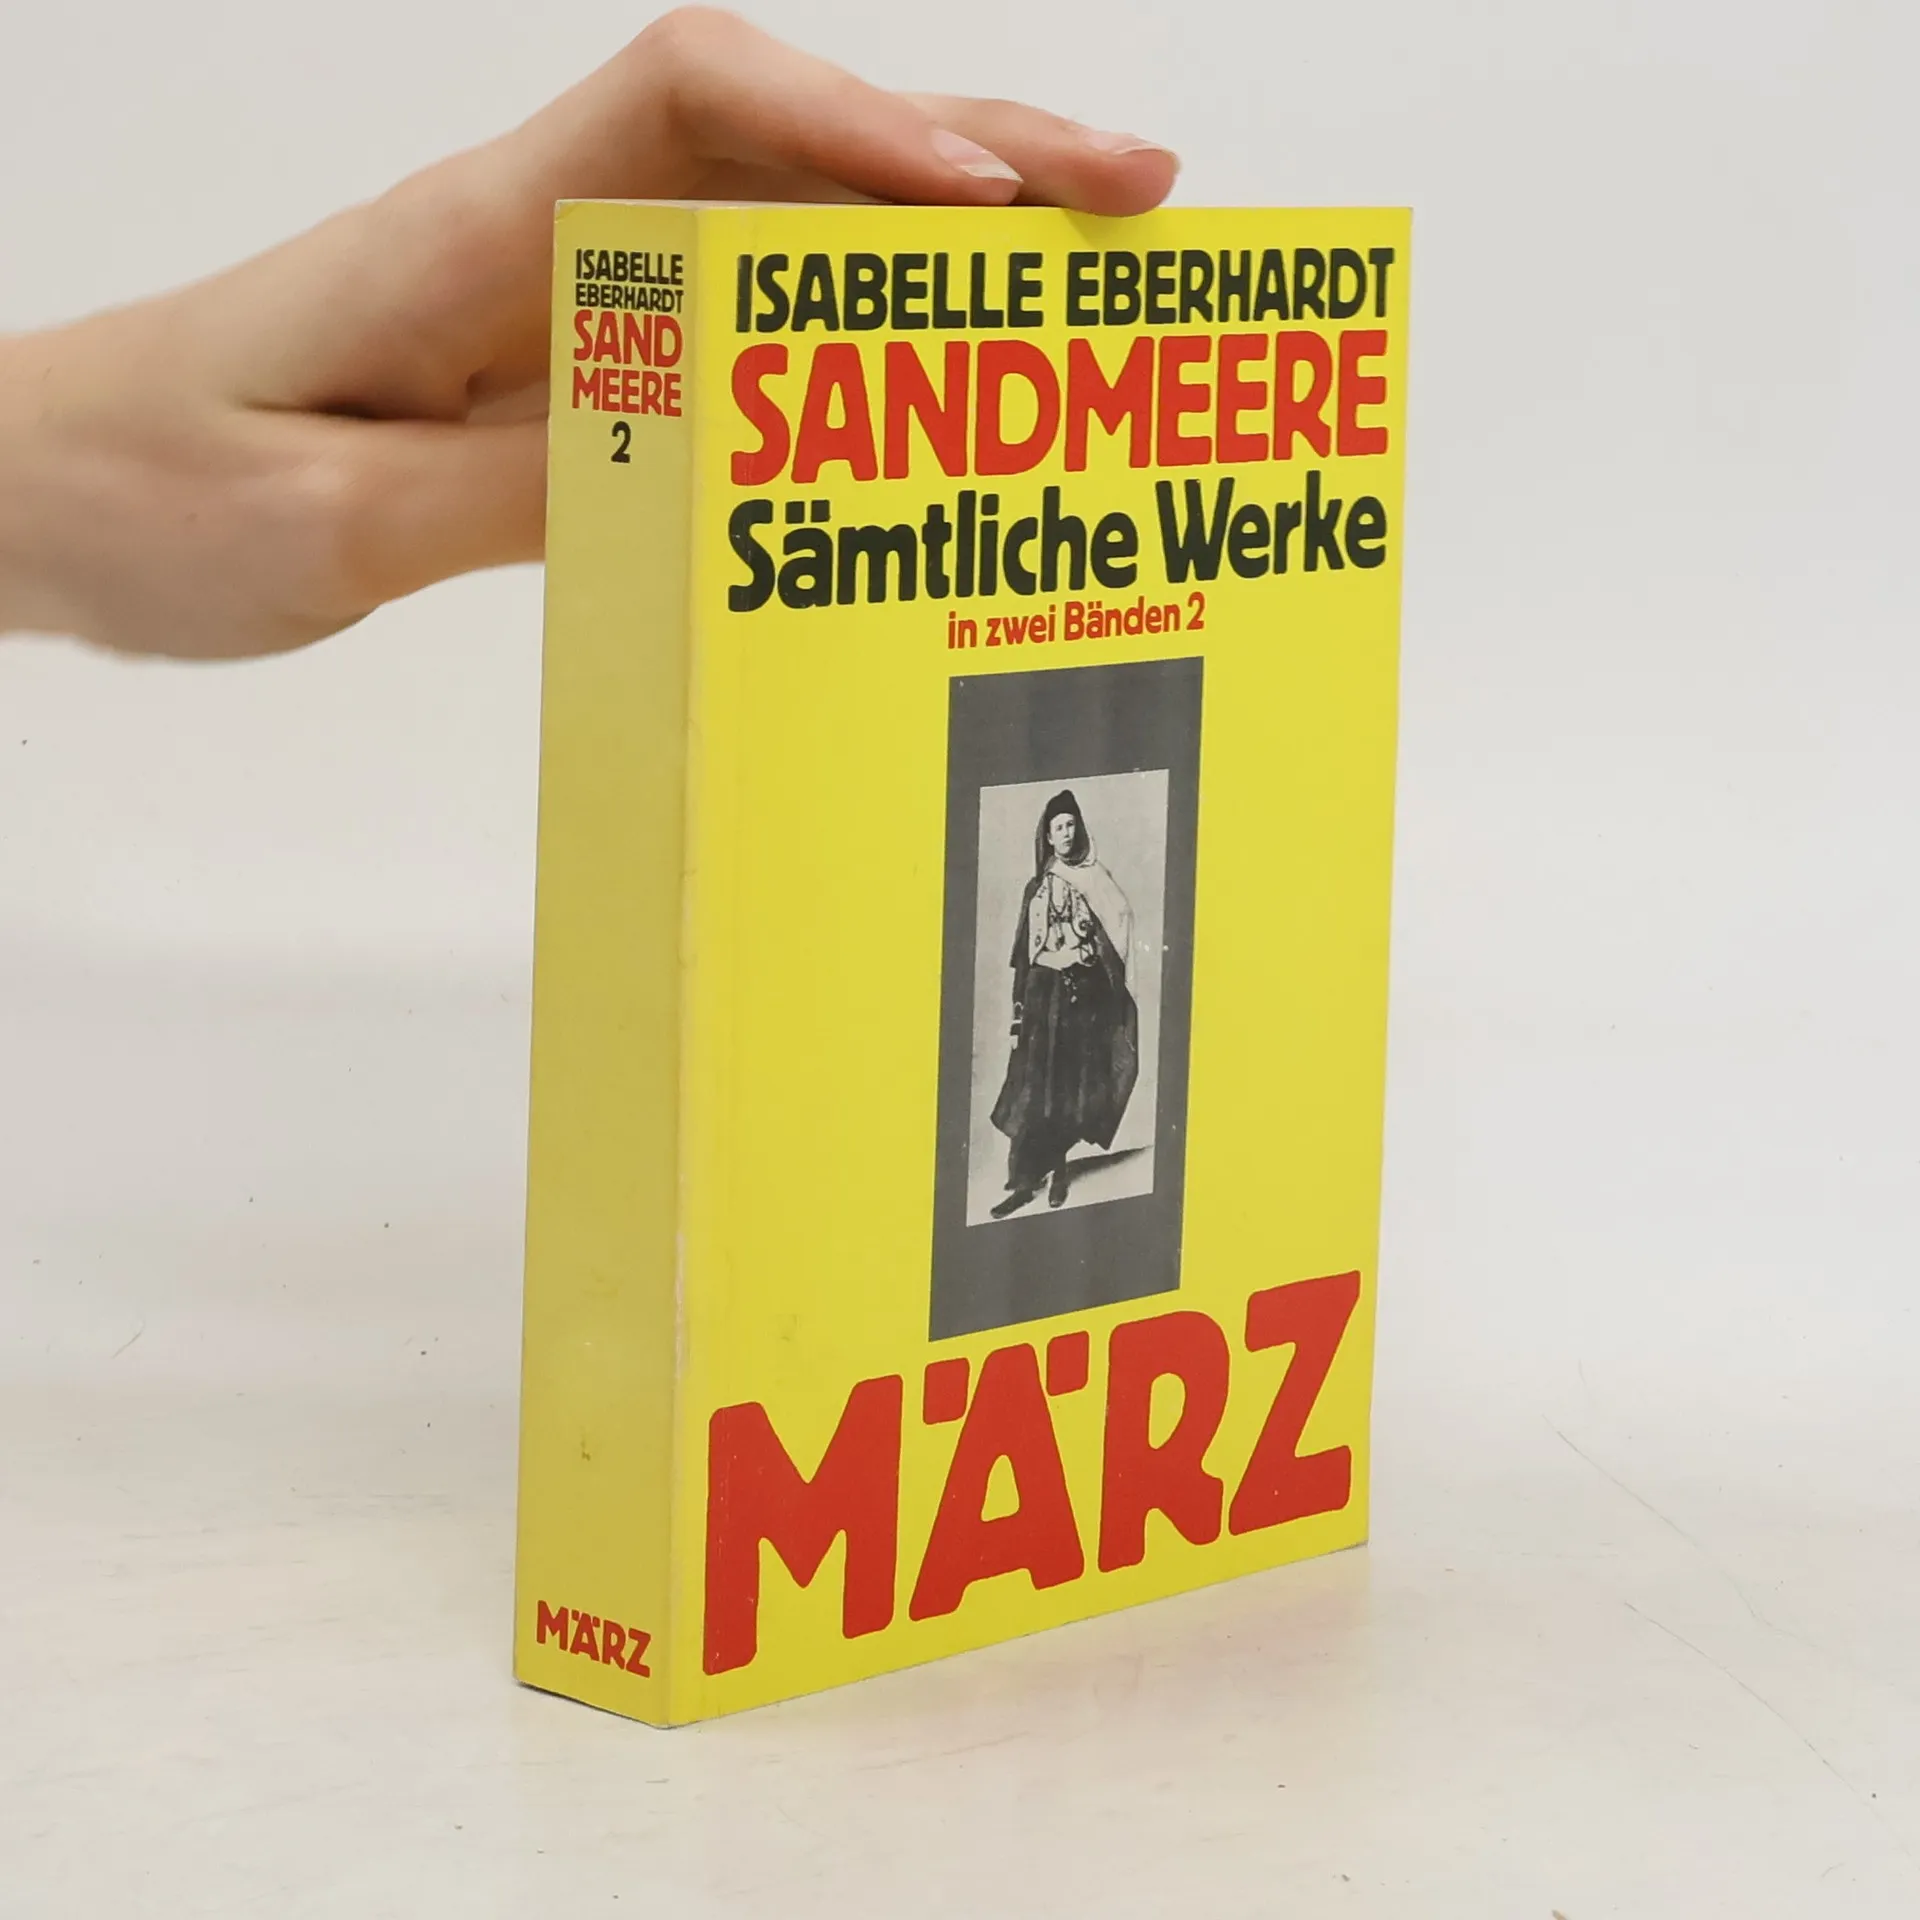 ISABELLE
EBERHARDT
SAND
MEERE
2
MÄRZ
ISABELLE EBERHARDT
SANDMEERE
Sämtliche Werke
in zwei Bänden 2
MÄRZ